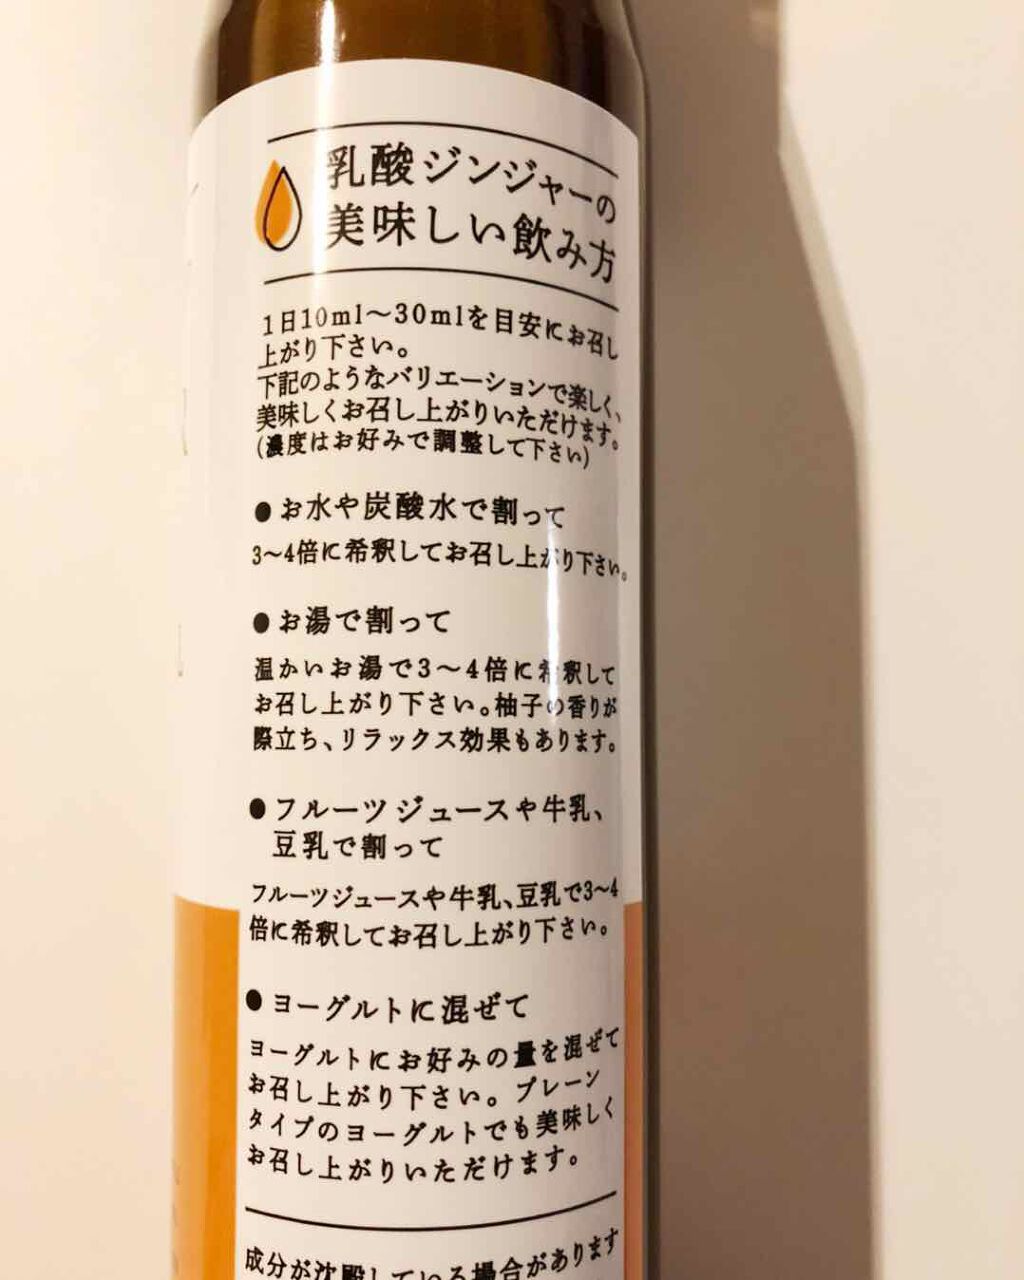 乳酸ジンジャーの
美味しい飲み方
1日10ml〜30mlを目安にお召し
上がり下さい。
下記のようなバリエーションで楽しく、
美味しくお召し上がりいただけます。
(濃度はお好みで調整して下さい)
●お水や炭酸水で割って
3〜4倍に希釈してお召し上がり下さい。
●お湯で割って
温かいお湯で3〜4倍に希釈して
お召し上がり下さい。柚子の香りが
際立ち、リラックス効果もあります。
●フルーツジュースや牛乳、
豆乳で割って
フルーツジュースや牛乳、豆乳で3〜4
倍に希釈してお召し上がり下さい。
●ヨーグルトに混ぜて
ヨーグルトにお好みの量を混ぜて
お召し上がり下さい。プレーン
タイプのヨーグルトでも美味しく
お召し上がりいただけます。
成分が沈殿している場合があります